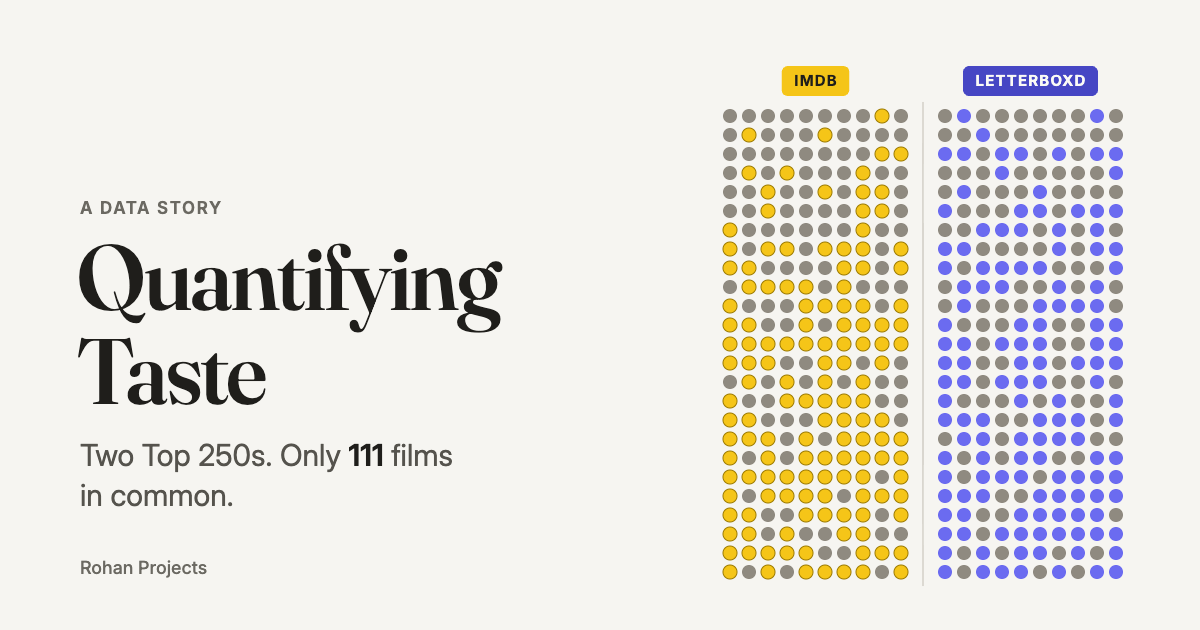 A DATA STORY
Quantifying
Taste
Two Top 250s. Only 111 films
in common.
Rohan Projects
IMDB
LETTERBOXD